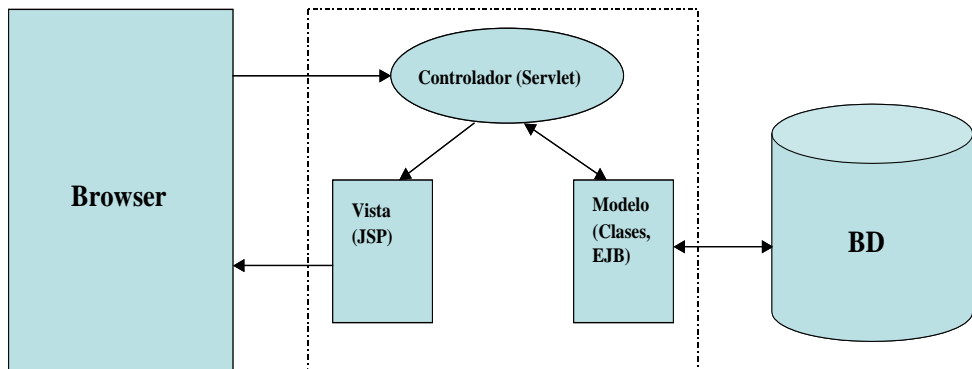 Controlador (Servlet)
Browser
Vista
(JSP)
Modelo
(Clases,
EJB)
BD